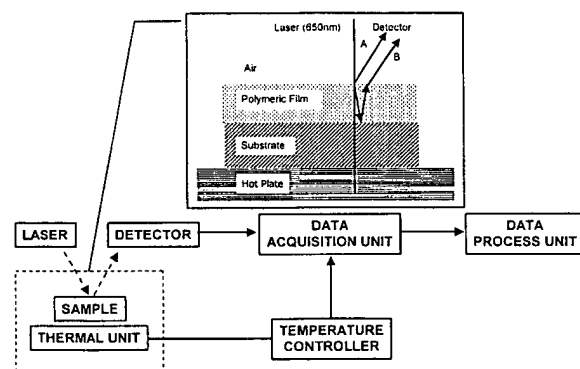 Laser (650nm) Detector
A
B
Air
Polymeric Film
Substrate
Hot Plate
LASER
DETECTOR
DATA
ACQUISITION UNIT
DATA
PROCESS UNIT
SAMPLE
THERMAL UNIT
TEMPERATURE
CONTROLLER